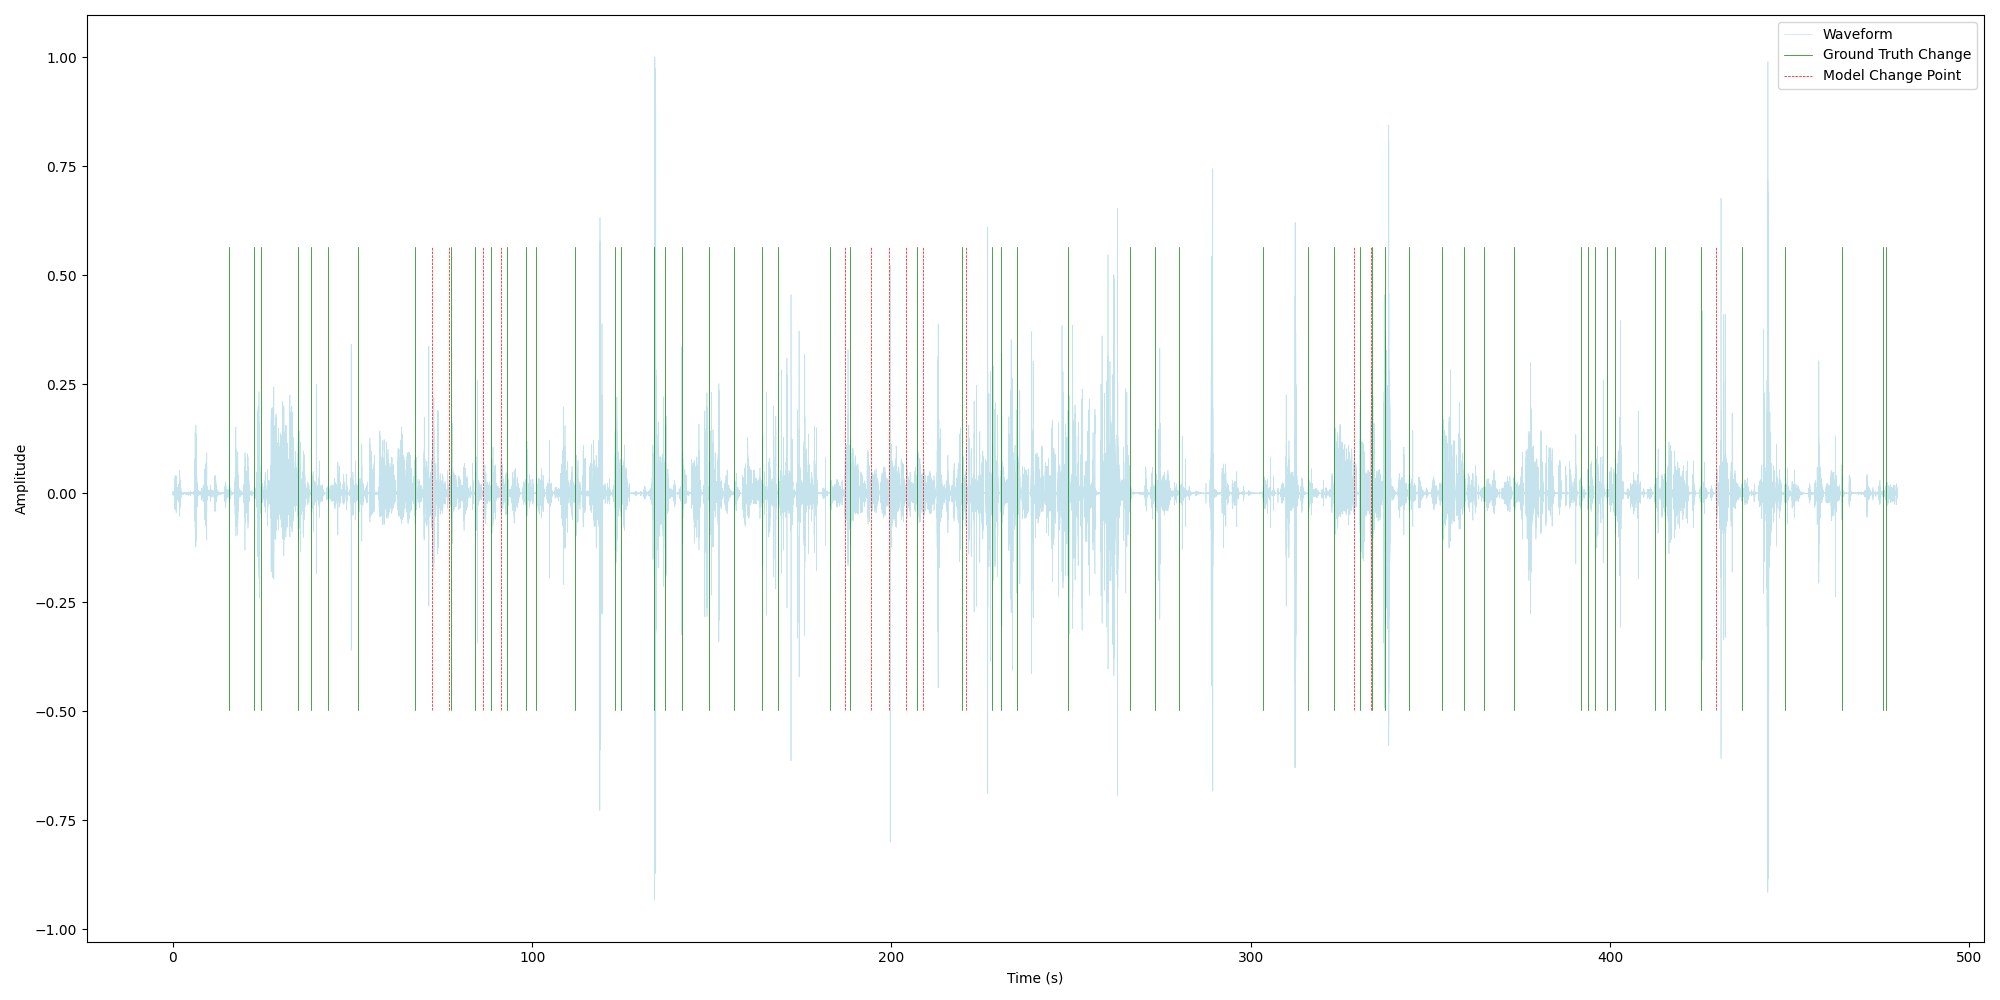 Waveform
Ground Truth Change
Model Change Point
1.00
0.75
0.50
0.25
0.00
−0.25
−0.50
−0.75
−1.00
Amplitude
0 100 200 300 400 500
Time (s)